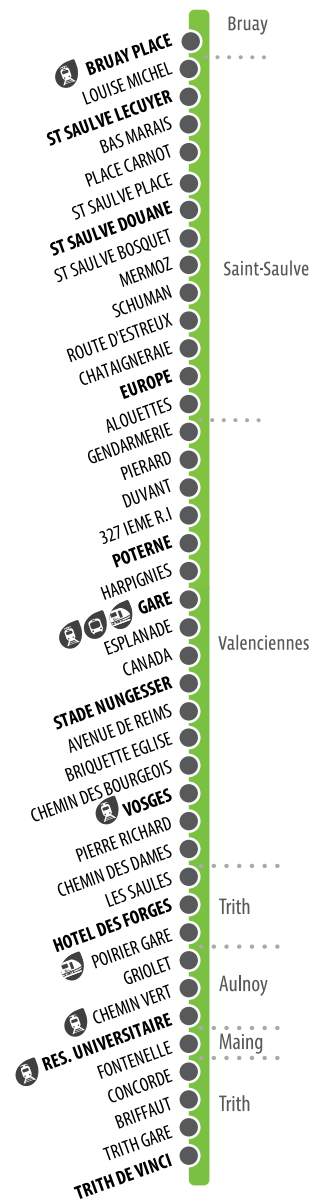 Bruay
BRUAY PLACE
LOUISE MICHEL
ST SAULVE LECUYER
BAS MARAIS
PLACE CARNOT
ST SAULVE PLACE
ST SAULVE DOUANE
ST SAULVE BOSQUET
MERMOZ
Saint-Saulve
SCHUMAN
ROUTE D'ESTREUX
CHATAIGNERAIE
EUROPE
ALOUETTES
GENDARMERIE
PIERARD
DUVANT
327 IEME R.I
POTERNE
HARPIGNIES
GARE
ESPLANADE
Valenciennes
CANADA
STADE NUNGESSER
AVENUE DE REIMS
BRIQUETTE EGLISE
CHEMIN DES BOURGEOIS
VOSGES
PIERRE RICHARD
CHEMIN DES DAMES
LES SAULES
Trith
HOTEL DES FORGES
POIRIER GARE
GRIOLET
Aulnoy
CHEMIN VERT
RES. UNIVERSITAIRE
Maing
FONTENELLE
CONCORDE
Trith
BRIFFAUT
TRITH GARE
TRITH DE VINCI